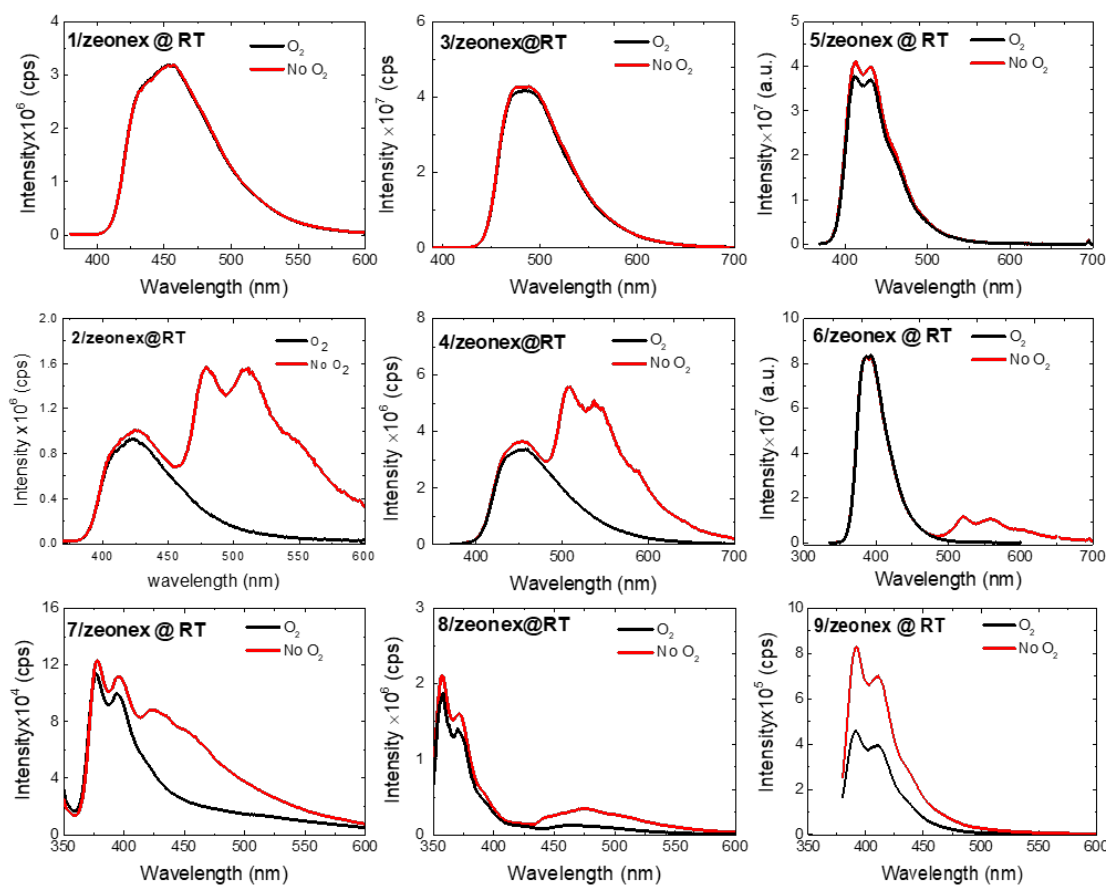 1/zeonex @ RT
O2
No O2
Intensity×10^6 (cps)
6
5
4
3
2
1
0
400 450 500 550 600
Wavelength (nm)
3/zeonex@RT
O2
No O2
Intensity ×10^7 (cps
6
4
2
0
400 500 600 700
Wavelength (nm)
5/zeonex @ RT
O2
No O2
Intensity×10^7 (a.u.)
5
4
3
2
1
0
400 500 600 700
Wavelength (nm)
2/zeonex@RT
O2
No O2
Intensity x10^6 (cps)
2.0
1.6
1.2
0.8
0.4
0.0
400 450 500 550 600
wavelength (nm)
4/zeonex@RT
O2
No O2
Intensity ×10^6 (cps)
8
6
4
2
0
400 500 600 700
Wavelength (nm)
6/zeonex @ RT
O2
No O2
Intensity ×10^7 (a.u.)
10
8
6
4
2
0
300 400 500 600 700
Wavelength (nm)
7/zeonex @ RT
O2
No O2
Intensity×10^4 (cps)
16
12
8
4
0
350 400 450 500 550 600
Wavelength (nm)
8/zeonex@RT
O2
No O2
Intensity ×10^6 (cps)
3
2
1
0
350 400 450 500 550 600
Wavelength (nm)
9/zeonex @ RT
O2
No O2
Intensityx10^5 (cps)
10
8
6
4
2
0
350 400 450 500 550 600
Wavelength (nm)